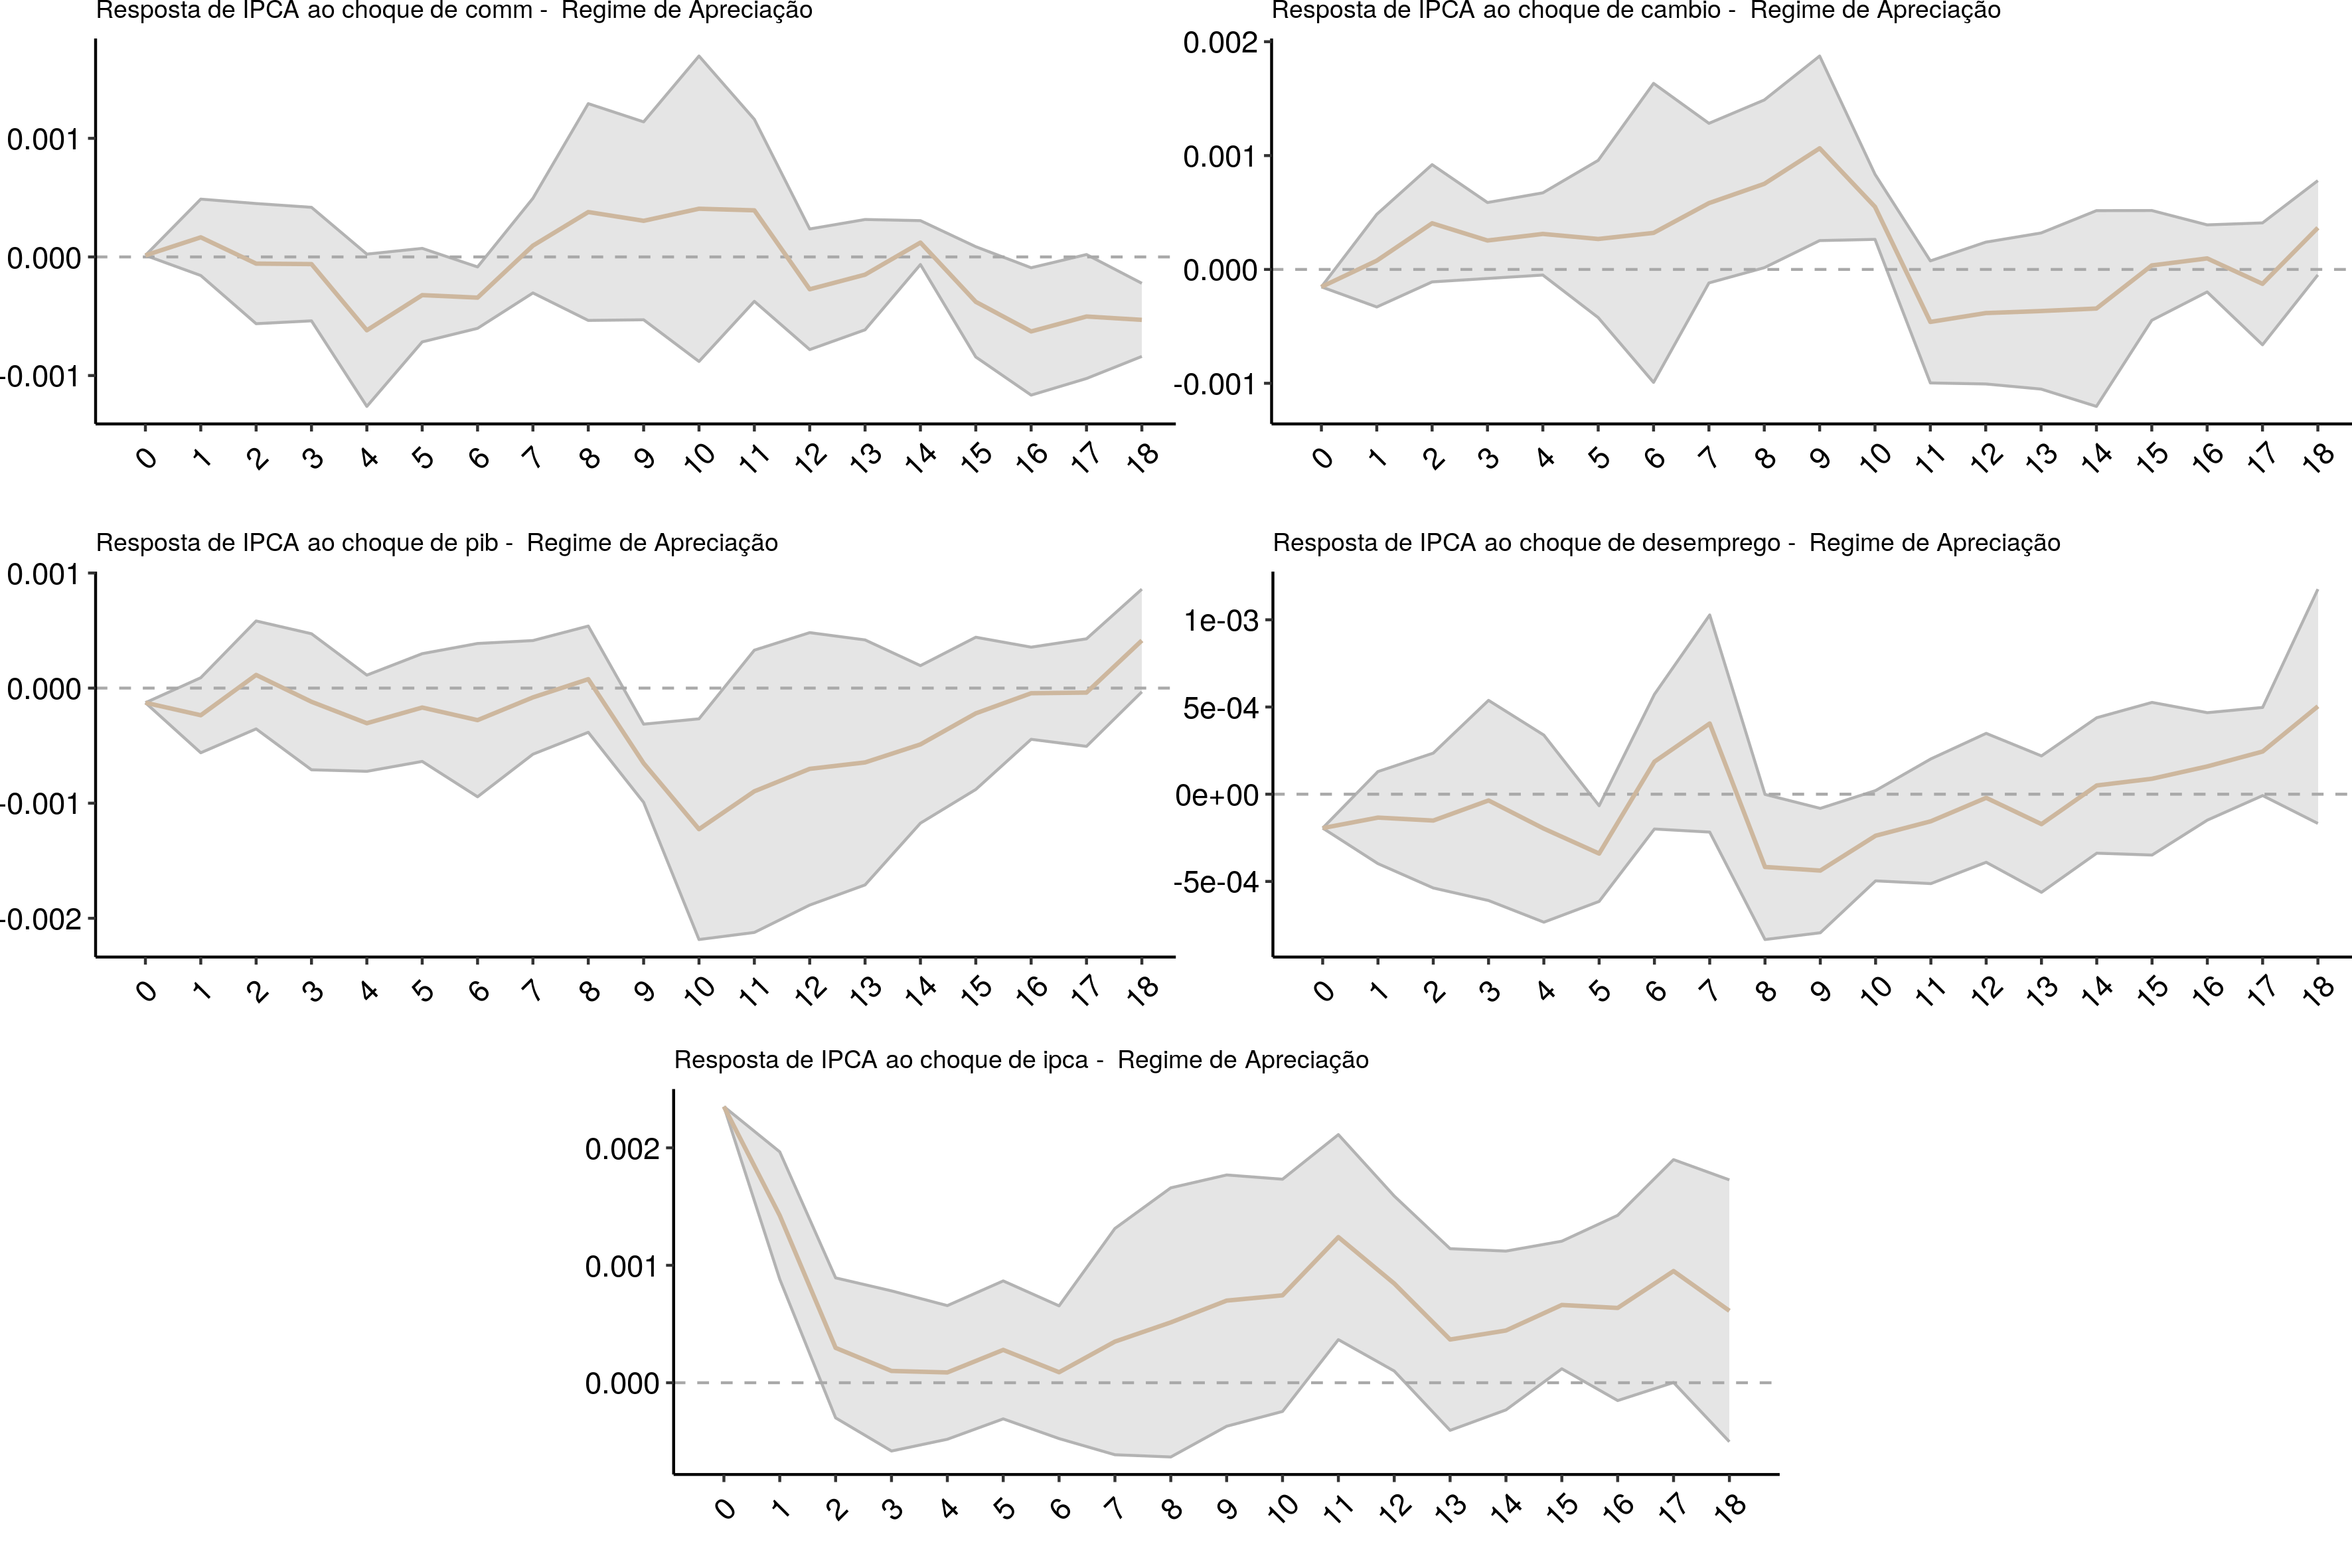 Resposta de IPCA ao choque de comm -  Regime de Apreciação
0.001
0.000
-0.001
0 1 2 3 4 5 6 7 8 9 10 11 12 13 14 15 16 17 18
Resposta de IPCA ao choque de cambio -  Regime de Apreciação
0.002
0.001
0.000
-0.001
0 1 2 3 4 5 6 7 8 9 10 11 12 13 14 15 16 17 18
Resposta de IPCA ao choque de pib -  Regime de Apreciação
0.001
0.000
-0.001
-0.002
0 1 2 3 4 5 6 7 8 9 10 11 12 13 14 15 16 17 18
Resposta de IPCA ao choque de desemprego -  Regime de Apreciação
1e-03
5e-04
0e+00
-5e-04
0 1 2 3 4 5 6 7 8 9 10 11 12 13 14 15 16 17 18
Resposta de IPCA ao choque de ipca -  Regime de Apreciação
0.002
0.001
0.000
0 1 2 3 4 5 6 7 8 9 10 11 12 13 14 15 16 17 18